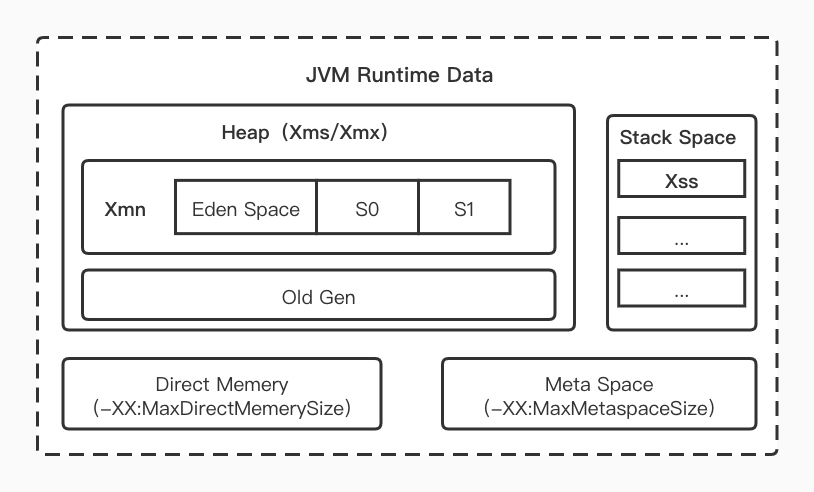 JVM Runtime Data
Heap（Xms/Xmx）
Xmn
Eden Space
S0
S1
Old Gen
Stack Space
Xss
...
...
Direct Memery
（-XX:MaxDirectMemerySize）
Meta Space
（-XX:MaxMetaspaceSize）